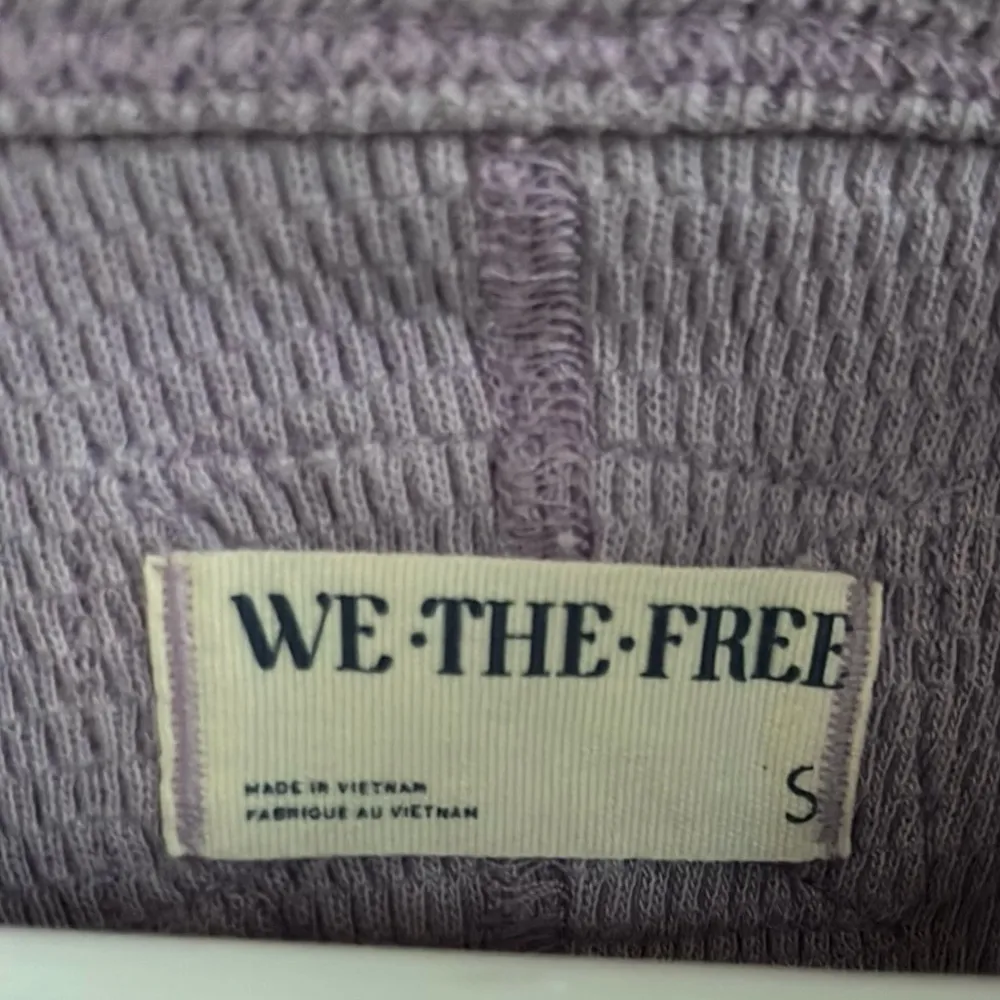 WE·THE·FREE
MADE IN VIETNAM
FABRIQUE AU VIETNAM
S